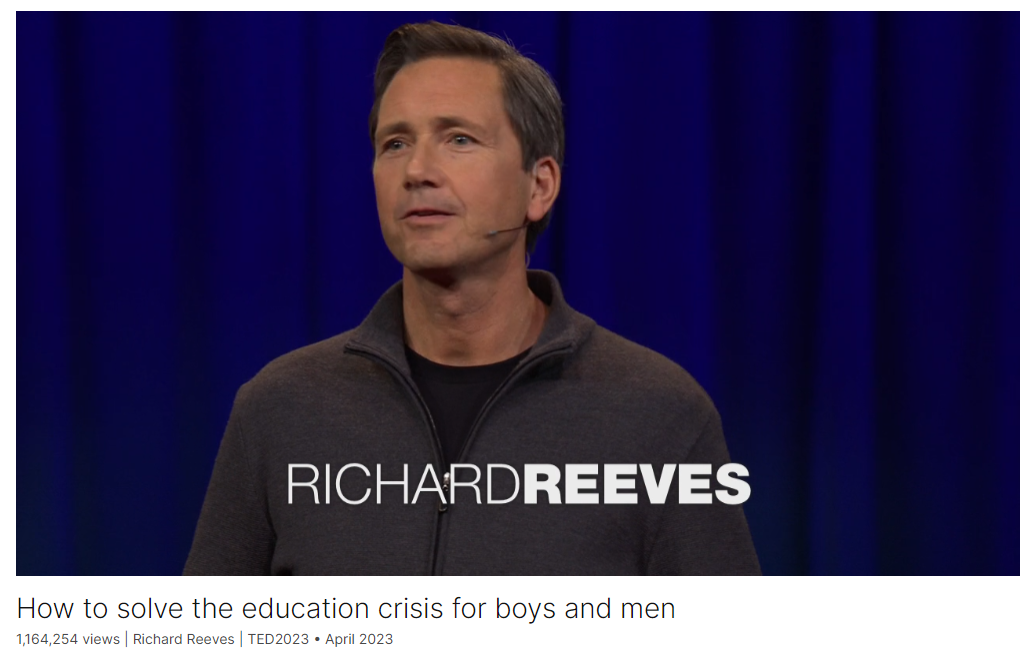 RICHARDREEVES
How to solve the education crisis for boys and men
1,164,254 views | Richard Reeves | TED2023 • April 2023